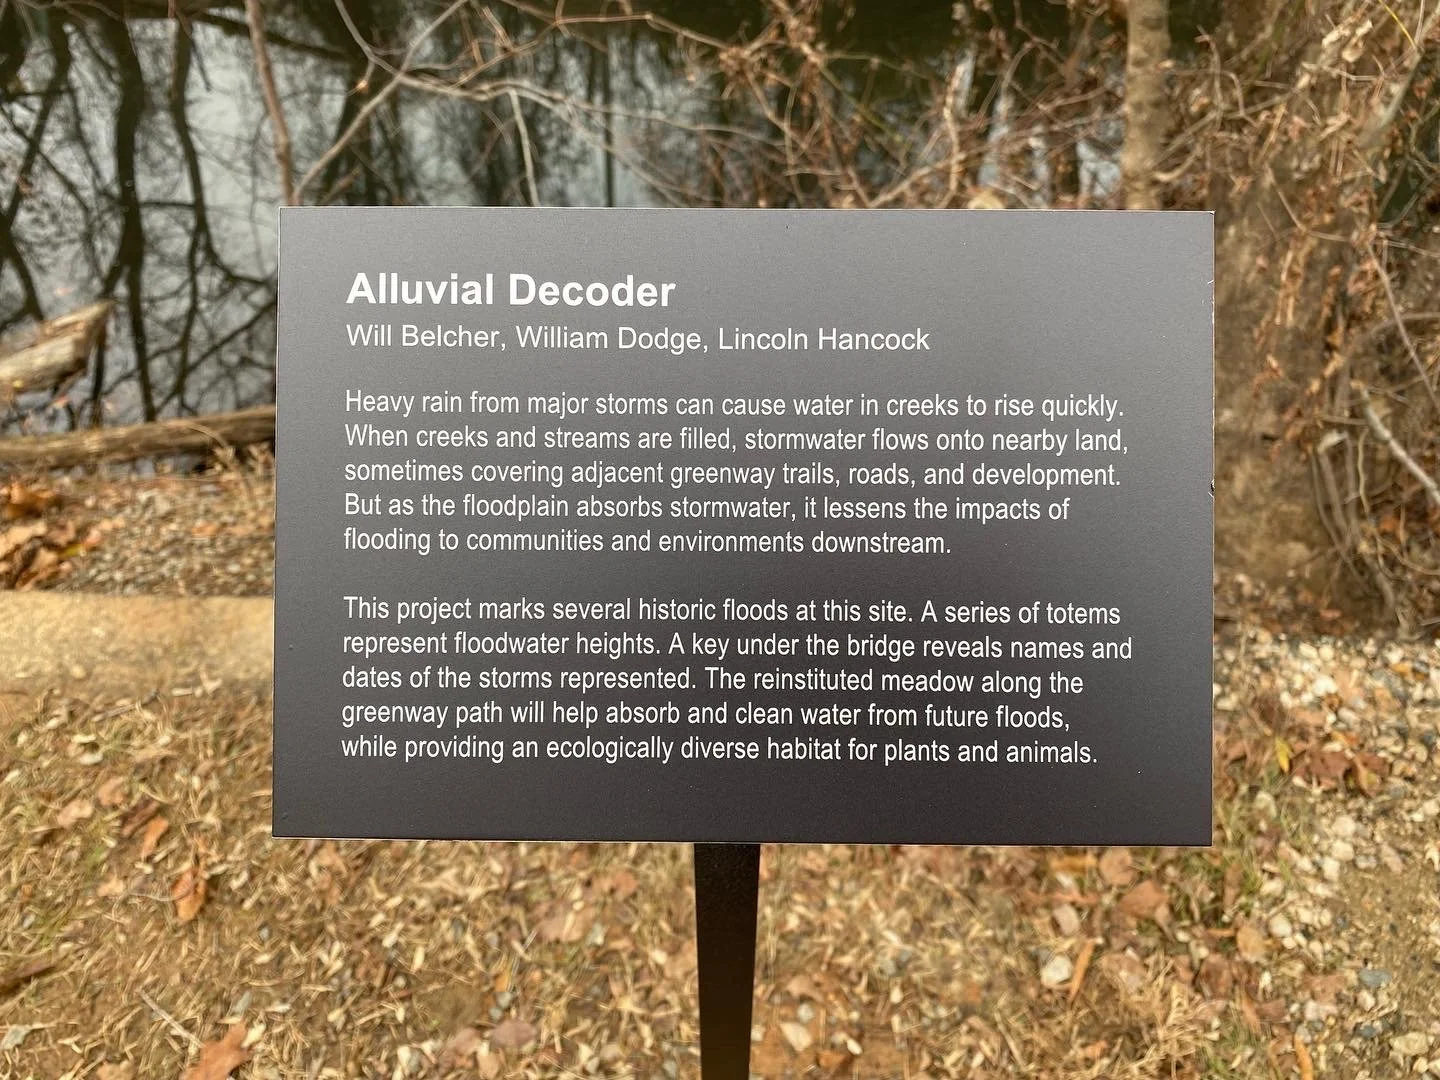 Alluvial Decoder
Will Belcher, William Dodge, Lincoln Hancock
Heavy rain from major storms can cause water in creeks to rise quickly.
When creeks and streams are filled, stormwater flows onto nearby land,
sometimes covering adjacent greenway trails, roads, and development.
But as the floodplain absorbs stormwater, it lessens the impacts of
flooding to communities and environments downstream.
This project marks several historic floods at this site. A series of totems
represent floodwater heights. A key under the bridge reveals names and
dates of the storms represented. The reinstituted meadow along the
greenway path will help absorb and clean water from future floods,
while providing an ecologically diverse habitat for plants and animals.